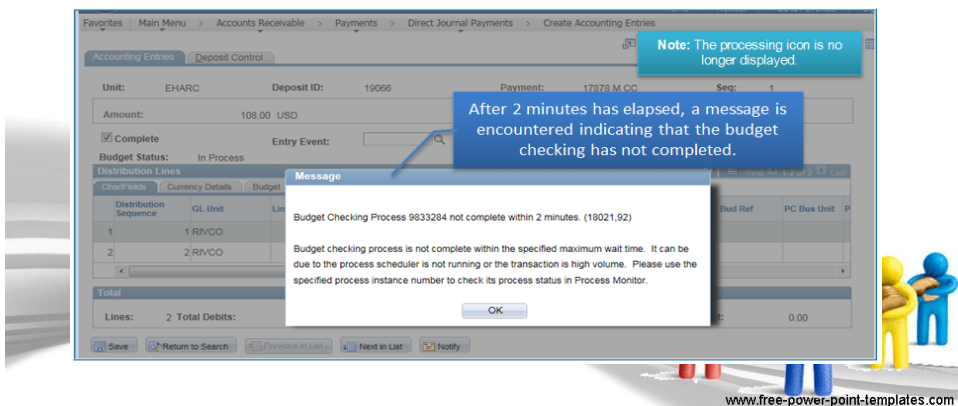 Favorites Main Menu > Accounts Receivable > Payments > Direct Journal Payments > Create Accounting Entries
Note: The processing icon is no
longer displayed.
Accounting Entries Deposit Control
Unit: EHARC Deposit ID: 19066 Payment: 17878 M CC Seq: 1
Amount: 108.00 USD
After 2 minutes has elapsed, a message is
encountered indicating that the budget
checking has not completed.
Complete Entry Event:
Budget Status: In Process
Distribution Lines
1-2 of 2
ChartFields Currency Details Budget
Message
Distribution
Sequence GL Unit Bud Ref PC Bus Unit
Budget Checking Process 9833284 not complete within 2 minutes. (18021,92)
1 1 RIVCO
2 2 RIVCO
Budget checking process is not complete within the specified maximum wait time. It can be
due to the process scheduler is not running or the transaction is high volume. Please use the
specified process instance number to check its process status in Process Monitor.
OK
Total
Lines: 2 Total Debits: 0.00
Save Return to Search Previous in List Next in List Notify
www.free-power-point-templates.com